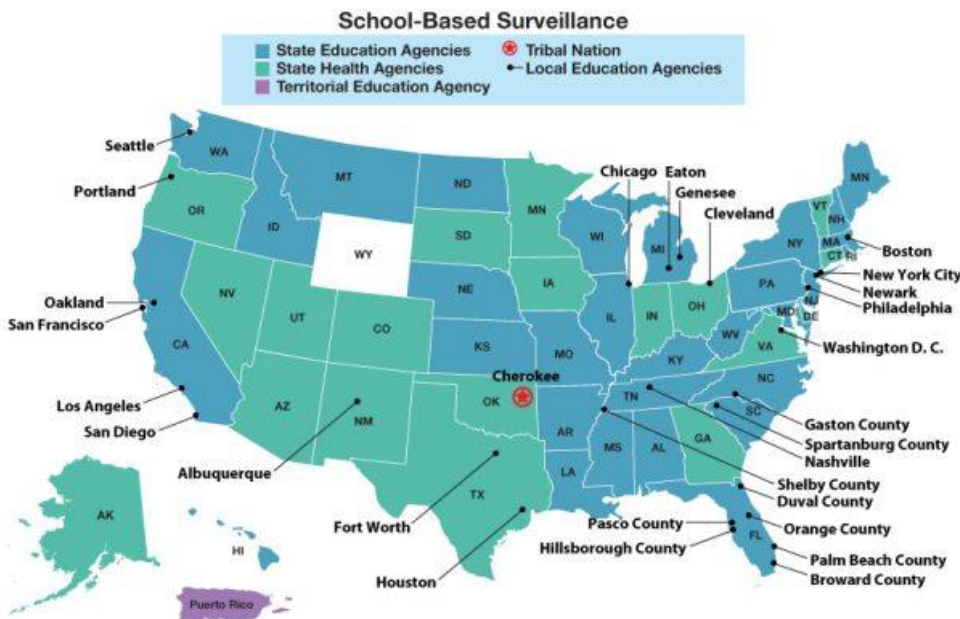 School-Based Surveillance
State Education Agencies
State Health Agencies
Territorial Education Agency
Tribal Nation
Local Education Agencies
Seattle
Portland
Oakland
San Francisco
Los Angeles
San Diego
Albuquerque
Fort Worth
Houston
Cherokee
Chicago
Eaton
Genesee
Cleveland
Boston
New York City
Newark
Philadelphia
Washington D. C.
Gaston County
Spartanburg County
Nashville
Shelby County
Duval County
Pasco County
Orange County
Hillsborough County
Palm Beach County
Broward County
WA
OR
ID
MT
ND
MN
SD
WY
NE
IA
WI
MI
NV
UT
CO
CA
KS
MO
IL
IN
OH
KY
WV
VA
PA
NY
VT
NH
MN
MA
CT
RI
NJ
DE
MD
AZ
NM
OK
TX
AR
LA
MS
AL
TN
GA
SC
NC
FL
AK
HI
Puerto Rico